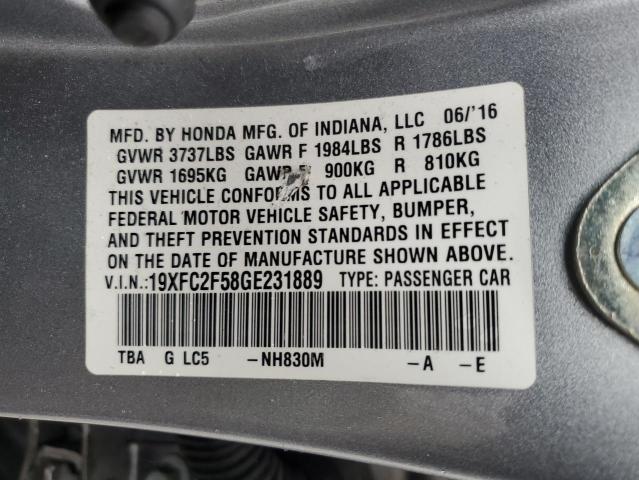 MFD. BY HONDA MFG. OF INDIANA, LLC 06/'16
GVWR 3737LBS GAWR F 1984LBS R 1786LBS
GVWR 1695KG GAWR F 900KG R 810KG
THIS VEHICLE CONFORMS TO ALL APPLICABLE
FEDERAL MOTOR VEHICLE SAFETY, BUMPER,
AND THEFT PREVENTION STANDARDS IN EFFECT
ON THE DATE OF MANUFACTURE SHOWN ABOVE.
V.I.N.:19XFC2F58GE231889 TYPE: PASSENGER CAR
TBA G LC5 -NH830M -A -E